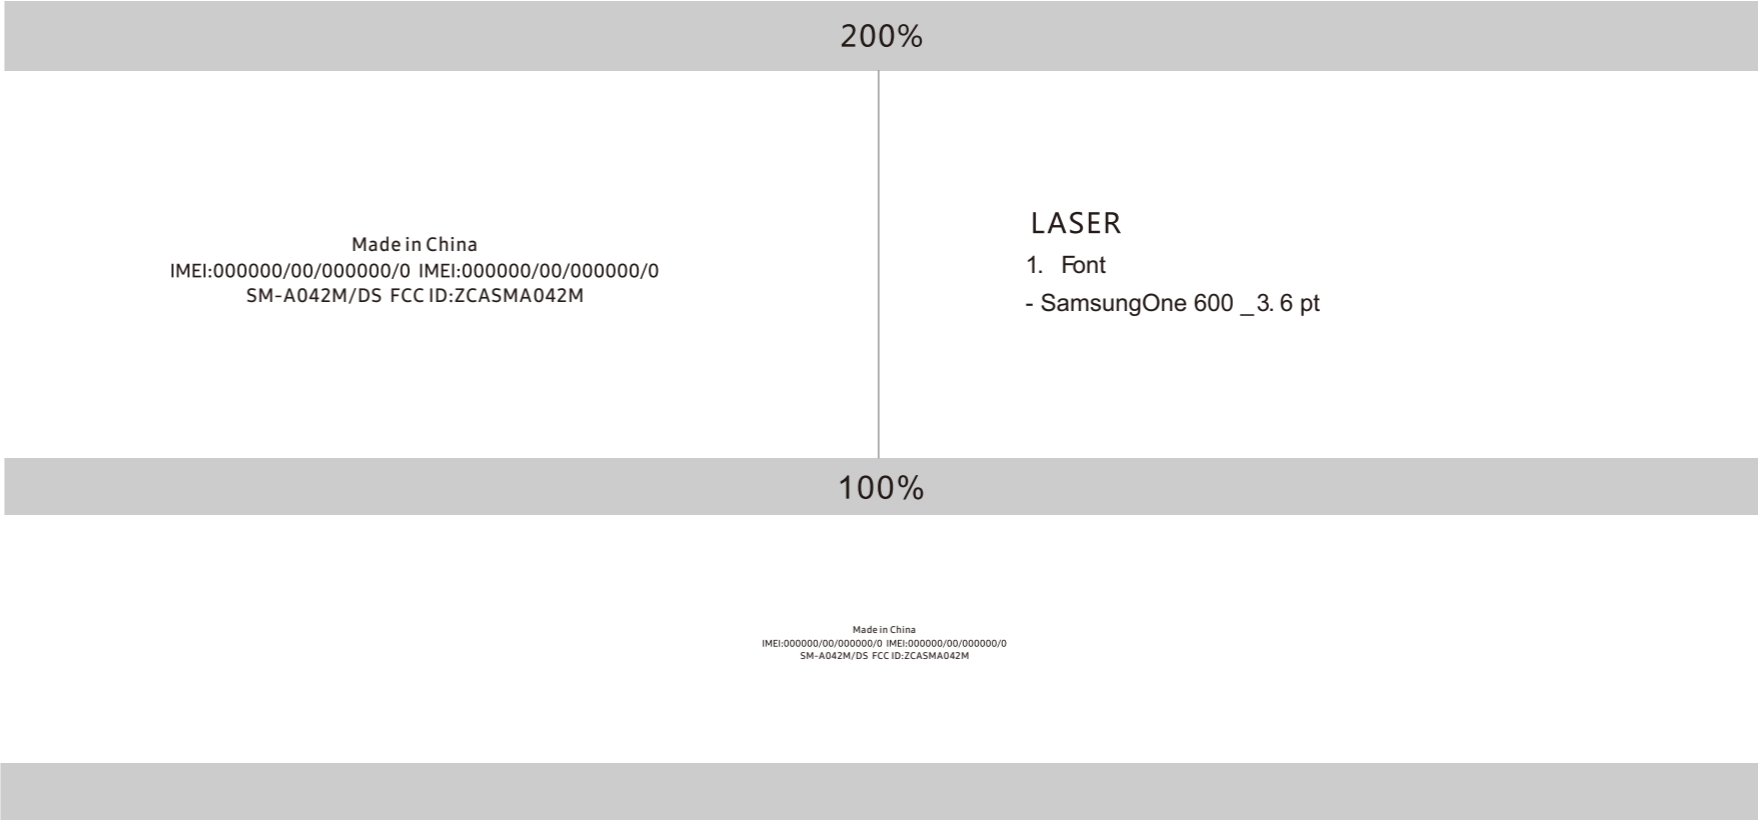 200%
Made in China
IMEI:000000/00/000000/0 IMEI:000000/00/000000/0
SM-A042M/DS FCC ID:ZCASMA042M
LASER
1. Font
- SamsungOne 600 _3. 6 pt
100%
Made in China
IMEI:000000/00/000000/0 IMEI:000000/00/000000/0
SM-A042M/DS FCC ID:ZCASMA042M